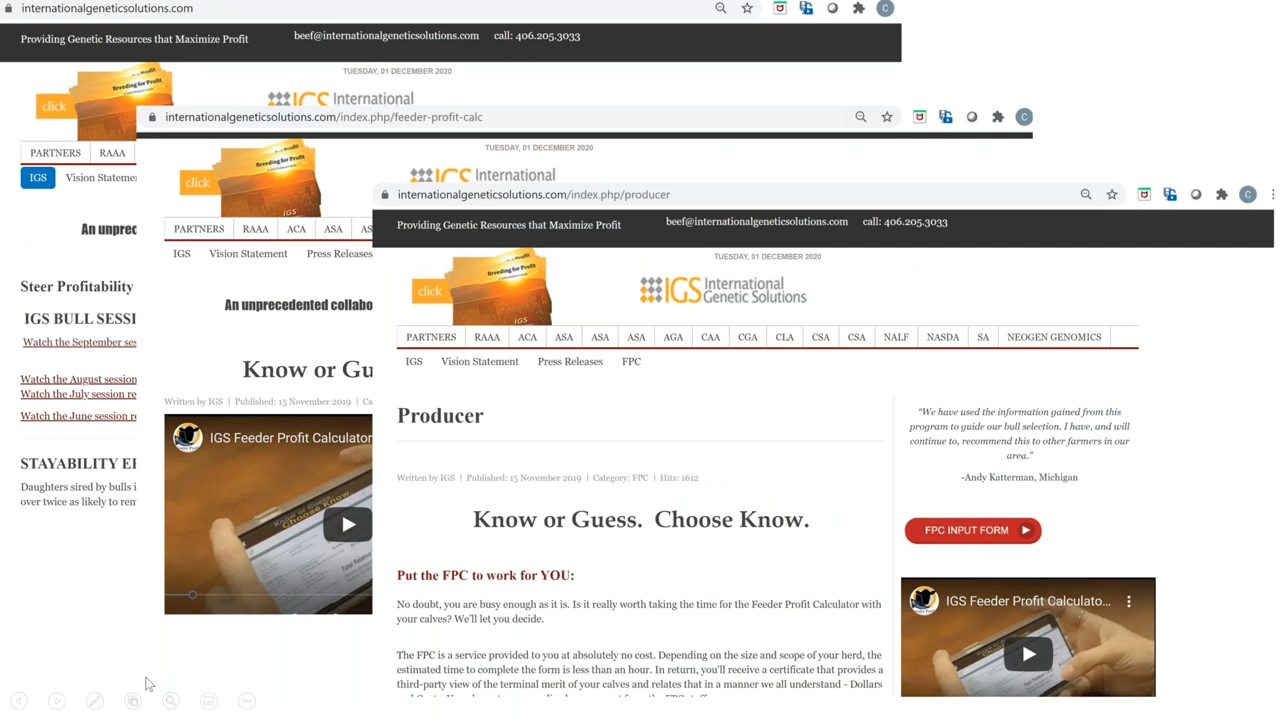 internationalgeneticsolutions.com
C
Providing Genetic Resources that Maximize Profit
beef@internationalgeneticsolutions.com
call: 406.205.3033
TUESDAY, 01 DECEMBER 2020
Breeding for Profit
click
IGS International
PARTNERS
RAAA
IGS
Vision Stateme
An unprec
Steer Profitability
IGS BULL SESSI
Watch the September ses
Watch the August session
Watch the July session re
Watch the June session re
STAYABILITY E
Daughters sired by bulls i
over twice as likely to rem
internationalgeneticsolutions.com/index.php/feeder-profit-calc
C
TUESDAY, 01 DECEMBER 2020
Breeding for Profit
click
IGS
IGS International
PARTNERS
RAAA
ACA
ASA
AS
IGS
Vision Statement
Press Releases
An unprecedented collabo
Know or Gu
Written by IGS | Published: 15 November 2019 | Ca
IGS Feeder Profit Calculator
Choose Know
internationalgeneticsolutions.com/index.php/producer
C
Providing Genetic Resources that Maximize Profit
beef@internationalgeneticsolutions.com
call: 406.205.3033
TUESDAY, 01 DECEMBER 2020
Breeding for Profit
click
IGS
IGS International
Genetic Solutions
PARTNERS
RAAA
ACA
ASA
ASA
ASA
AGA
CAA
CGA
CLA
CSA
CSA
NALF
NASDA
SA
NEOGEN GENOMICS
IGS
Vision Statement
Press Releases
FPC
Producer
Written by IGS | Published: 15 November 2019 | Category: FPC | Hits: 1612
Know or Guess. Choose Know.
Put the FPC to work for YOU:
No doubt, you are busy enough as it is. Is it really worth taking the time for the Feeder Profit Calculator with
your calves? We'll let you decide.
The FPC is a service provided to you at absolutely no cost. Depending on the size and scope of your herd, the
estimated time to complete the form is less than an hour. In return, you'll receive a certificate that provides a
third-party view of the terminal merit of your calves and relates that in a manner we all understand - Dollars
“We have used the information gained from this
program to guide our bull selection. I have, and will
continue to, recommend this to other farmers in our
area.”
-Andy Katterman, Michigan
FPC INPUT FORM
IGS Feeder Profit Calculato...